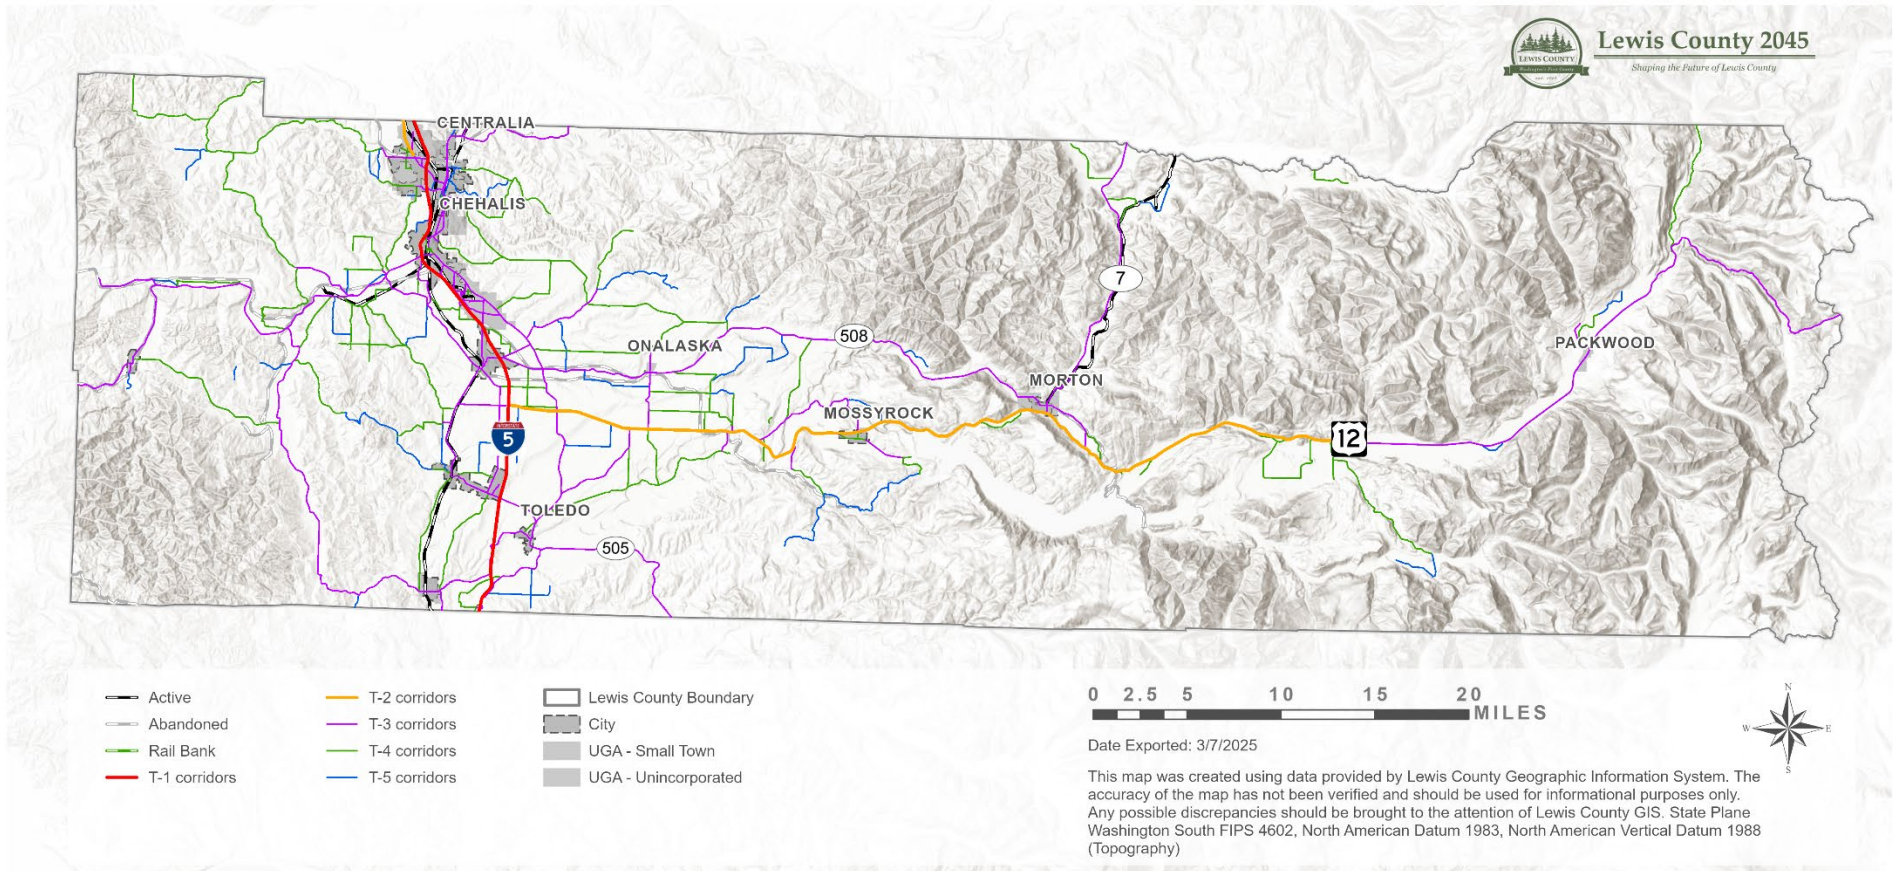 Lewis County 2045
LEWIS COUNTY
Shaping the Future of Lewis County
CENTRALIA
CHEHALIS
7
508
ONALASKA
PACKWOOD
MORTON
MOSSYROCK
5
12
TOLEDO
505
Active
Abandoned
Rail Bank
T-1 corridors
T-2 corridors
T-3 corridors
T-4 corridors
T-5 corridors
Lewis County Boundary
City
UGA - Small Town
UGA - Unincorporated
0 2.5 5 10 15 20
MILES
N
W E
S
Date Exported: 3/7/2025
This map was created using data provided by Lewis County Geographic Information System. The
accuracy of the map has not been verified and should be used for informational purposes only.
Any possible discrepancies should be brought to the attention of Lewis County GIS. State Plane
Washington South FIPS 4602, North American Datum 1983, North American Vertical Datum 1988
(Topography)